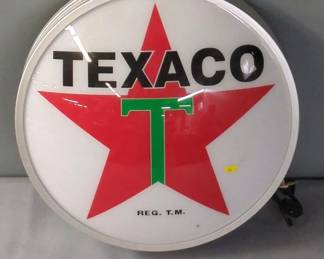 TEXACO
T
REG. T.M.